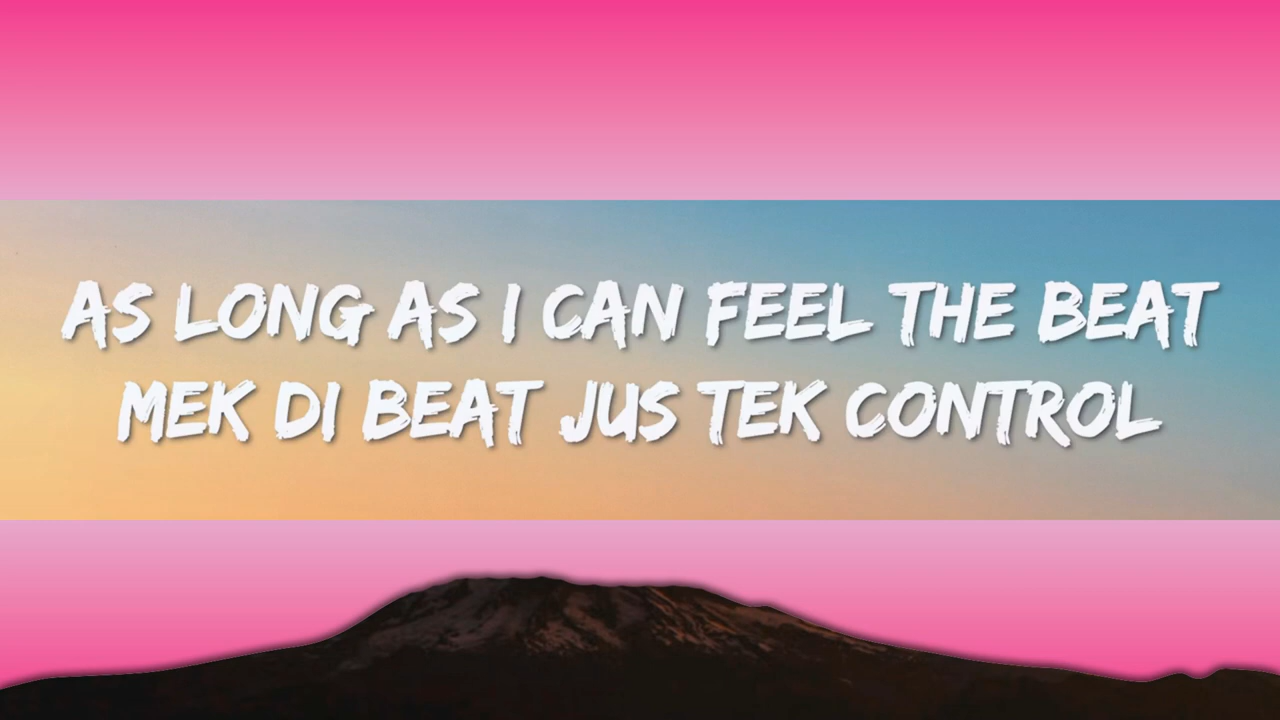 AS LONG AS I CAN FEEL THE BEAT
MEK DI BEAT JUS TEK CONTROL